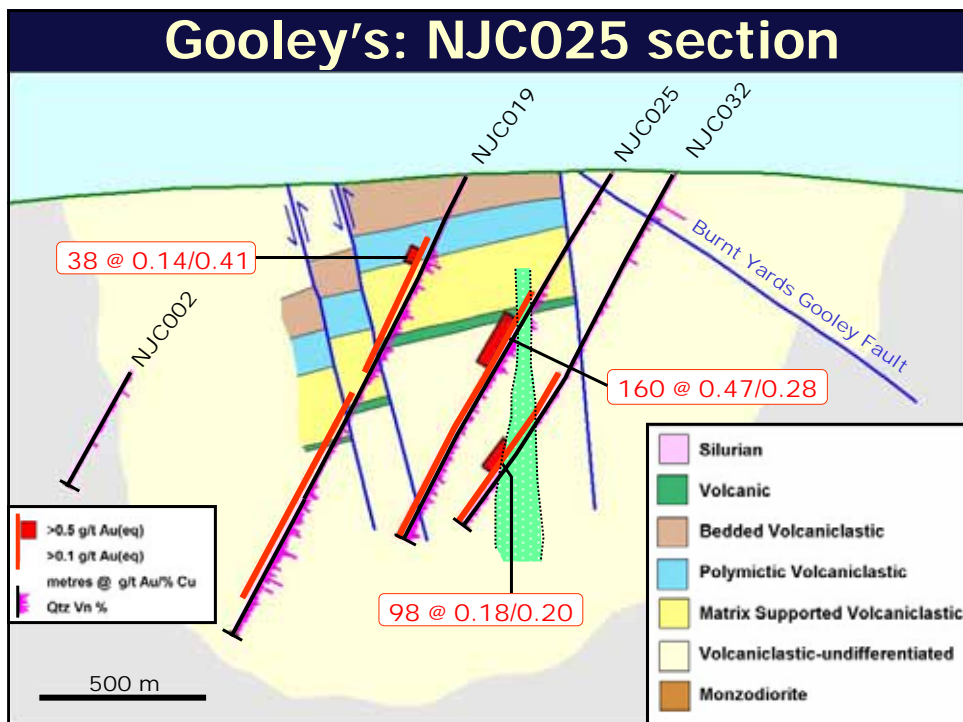 Gooley's: NJC025 section
NJC019
NJC025
NJC032
38 @ 0.14/0.41
Burnt Yards Gooley Fault
NJC002
160 @ 0.47/0.28
98 @ 0.18/0.20
>0.5 g/t Au(eq)
>0.1 g/t Au(eq)
metres @ g/t Au/% Cu
Qtz Vn %
500 m
Silurian
Volcanic
Bedded Volcaniclastic
Polymictic Volcaniclastic
Matrix Supported Volcaniclastic
Volcaniclastic-undifferentiated
Monzodiorite